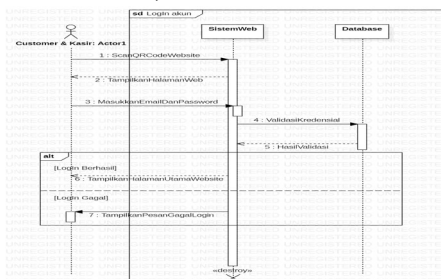 sd Login akun
SistemWeb
Database
Customer & Kasir: Actor1
1 : ScanQRCodeWebsite
2 : TampilkanHalamanWeb
3 : MasukkanEmailDanPassword
4 : ValidasiKredensial
5 : HasilValidasi
alt
[Login Berhasil]
6 : TampilkanHalamanUtamaWebsite
[Login Gagal]
7 : TampilkanPesanGagalLogin
«destroy»